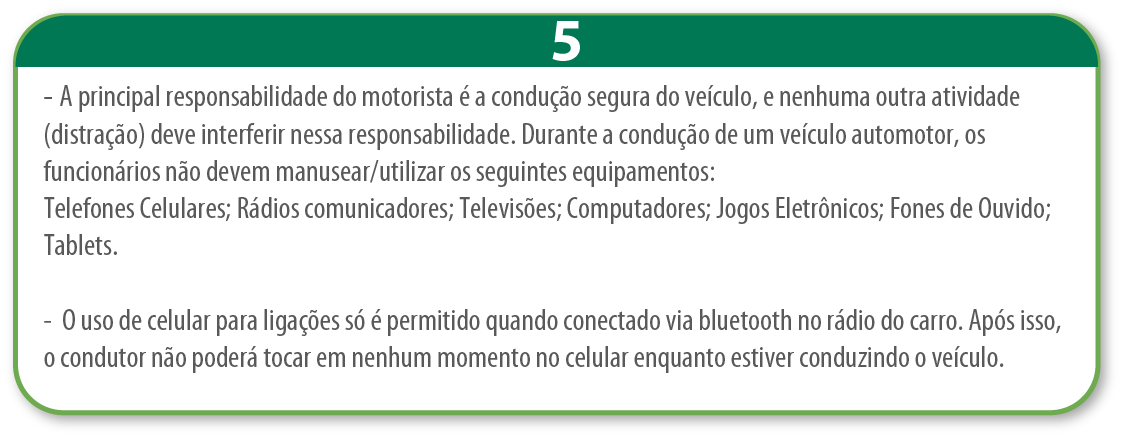 5
- A principal responsabilidade do motorista é a condução segura do veículo, e nenhuma outra atividade
(distração) deve interferir nessa responsabilidade. Durante a condução de um veículo automotor, os
funcionários não devem manusear/utilizar os seguintes equipamentos:
Telefones Celulares; Rádios comunicadores; Televisões; Computadores; Jogos Eletrônicos; Fones de Ouvido;
Tablets.
- O uso de celular para ligações só é permitido quando conectado via bluetooth no rádio do carro. Após isso,
o condutor não poderá tocar em nenhum momento no celular enquanto estiver conduzindo o veículo.